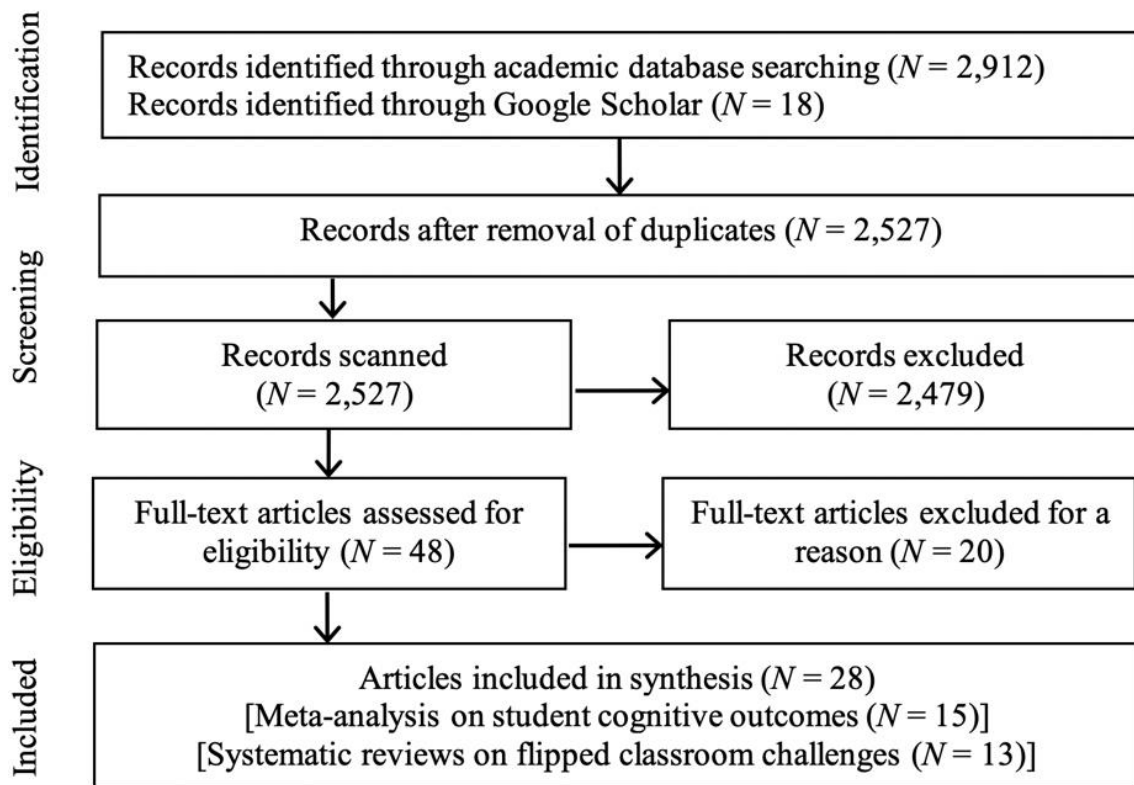 Identification
Records identified through academic database searching (N = 2,912)
Records identified through Google Scholar (N = 18)
Records after removal of duplicates (N = 2,527)
Screening
Records scanned
(N = 2,527)
Records excluded
(N = 2,479)
Eligibility
Full-text articles assessed for
eligibility (N = 48)
Full-text articles excluded for a
reason (N = 20)
Included
Articles included in synthesis (N = 28)
[Meta-analysis on student cognitive outcomes (N = 15)]
[Systematic reviews on flipped classroom challenges (N = 13)]